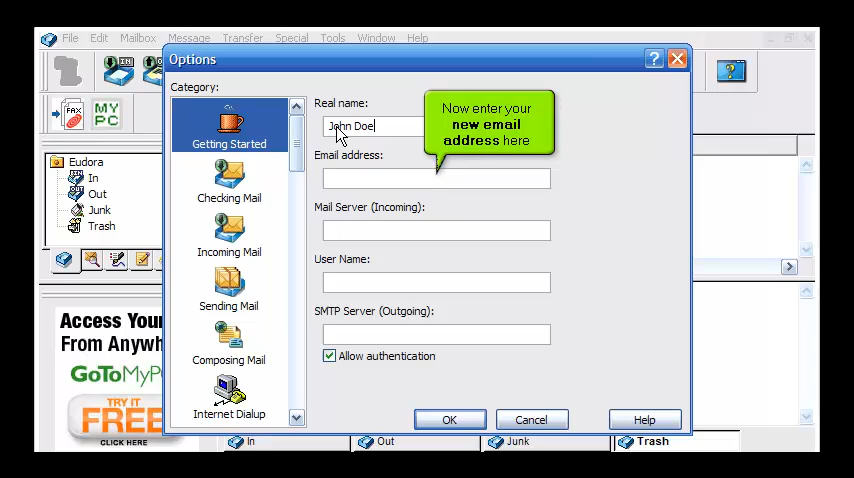 File Edit Mailbox Message Transfer Special Tools Window Help
IN
FAX
MY
PC
Eudora
In
Out
Junk
Trash
Access Your
From Anywh
GoToMyP
TRY IT
FREE
CLICK HERE
Options
Category:
Getting Started
Checking Mail
Incoming Mail
Sending Mail
Composing Mail
Internet Dialup
Real name:
John Doe
Now enter your
new email
address here
Email address:
Mail Server (Incoming):
User Name:
SMTP Server (Outgoing):
Allow authentication
OK Cancel Help
In Out Junk Trash